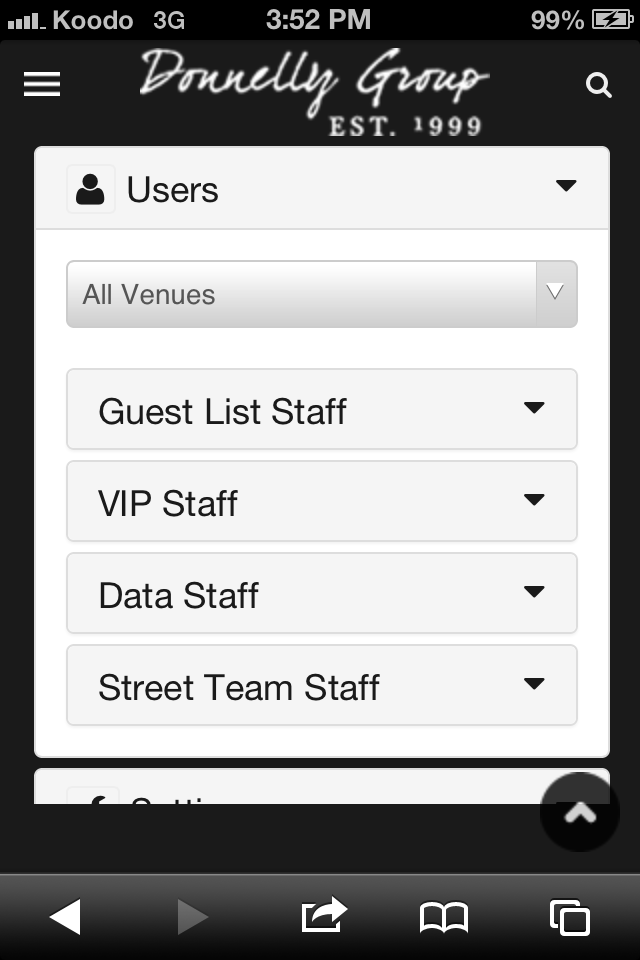 Koodo 3G 3:52 PM 99%
Donnelly Group
EST. 1999
Users
All Venues
Guest List Staff
VIP Staff
Data Staff
Street Team Staff